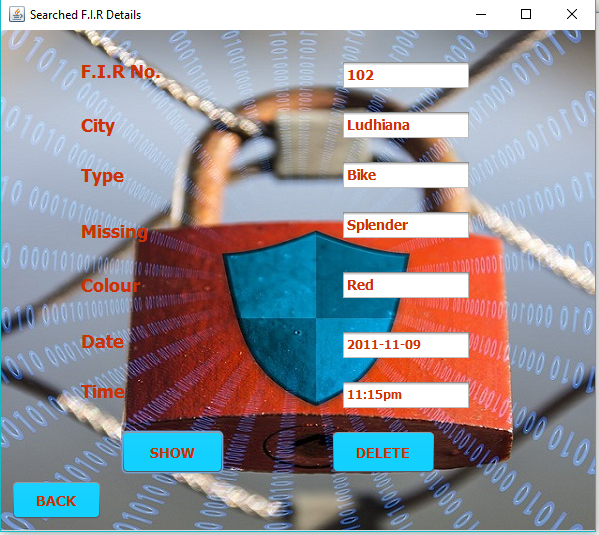 Searched F.I.R Details
F.I.R No. 102
City Ludhiana
Type Bike
Missing Splender
Colour Red
Date 2011-11-09
Time 11:15pm
SHOW DELETE
BACK